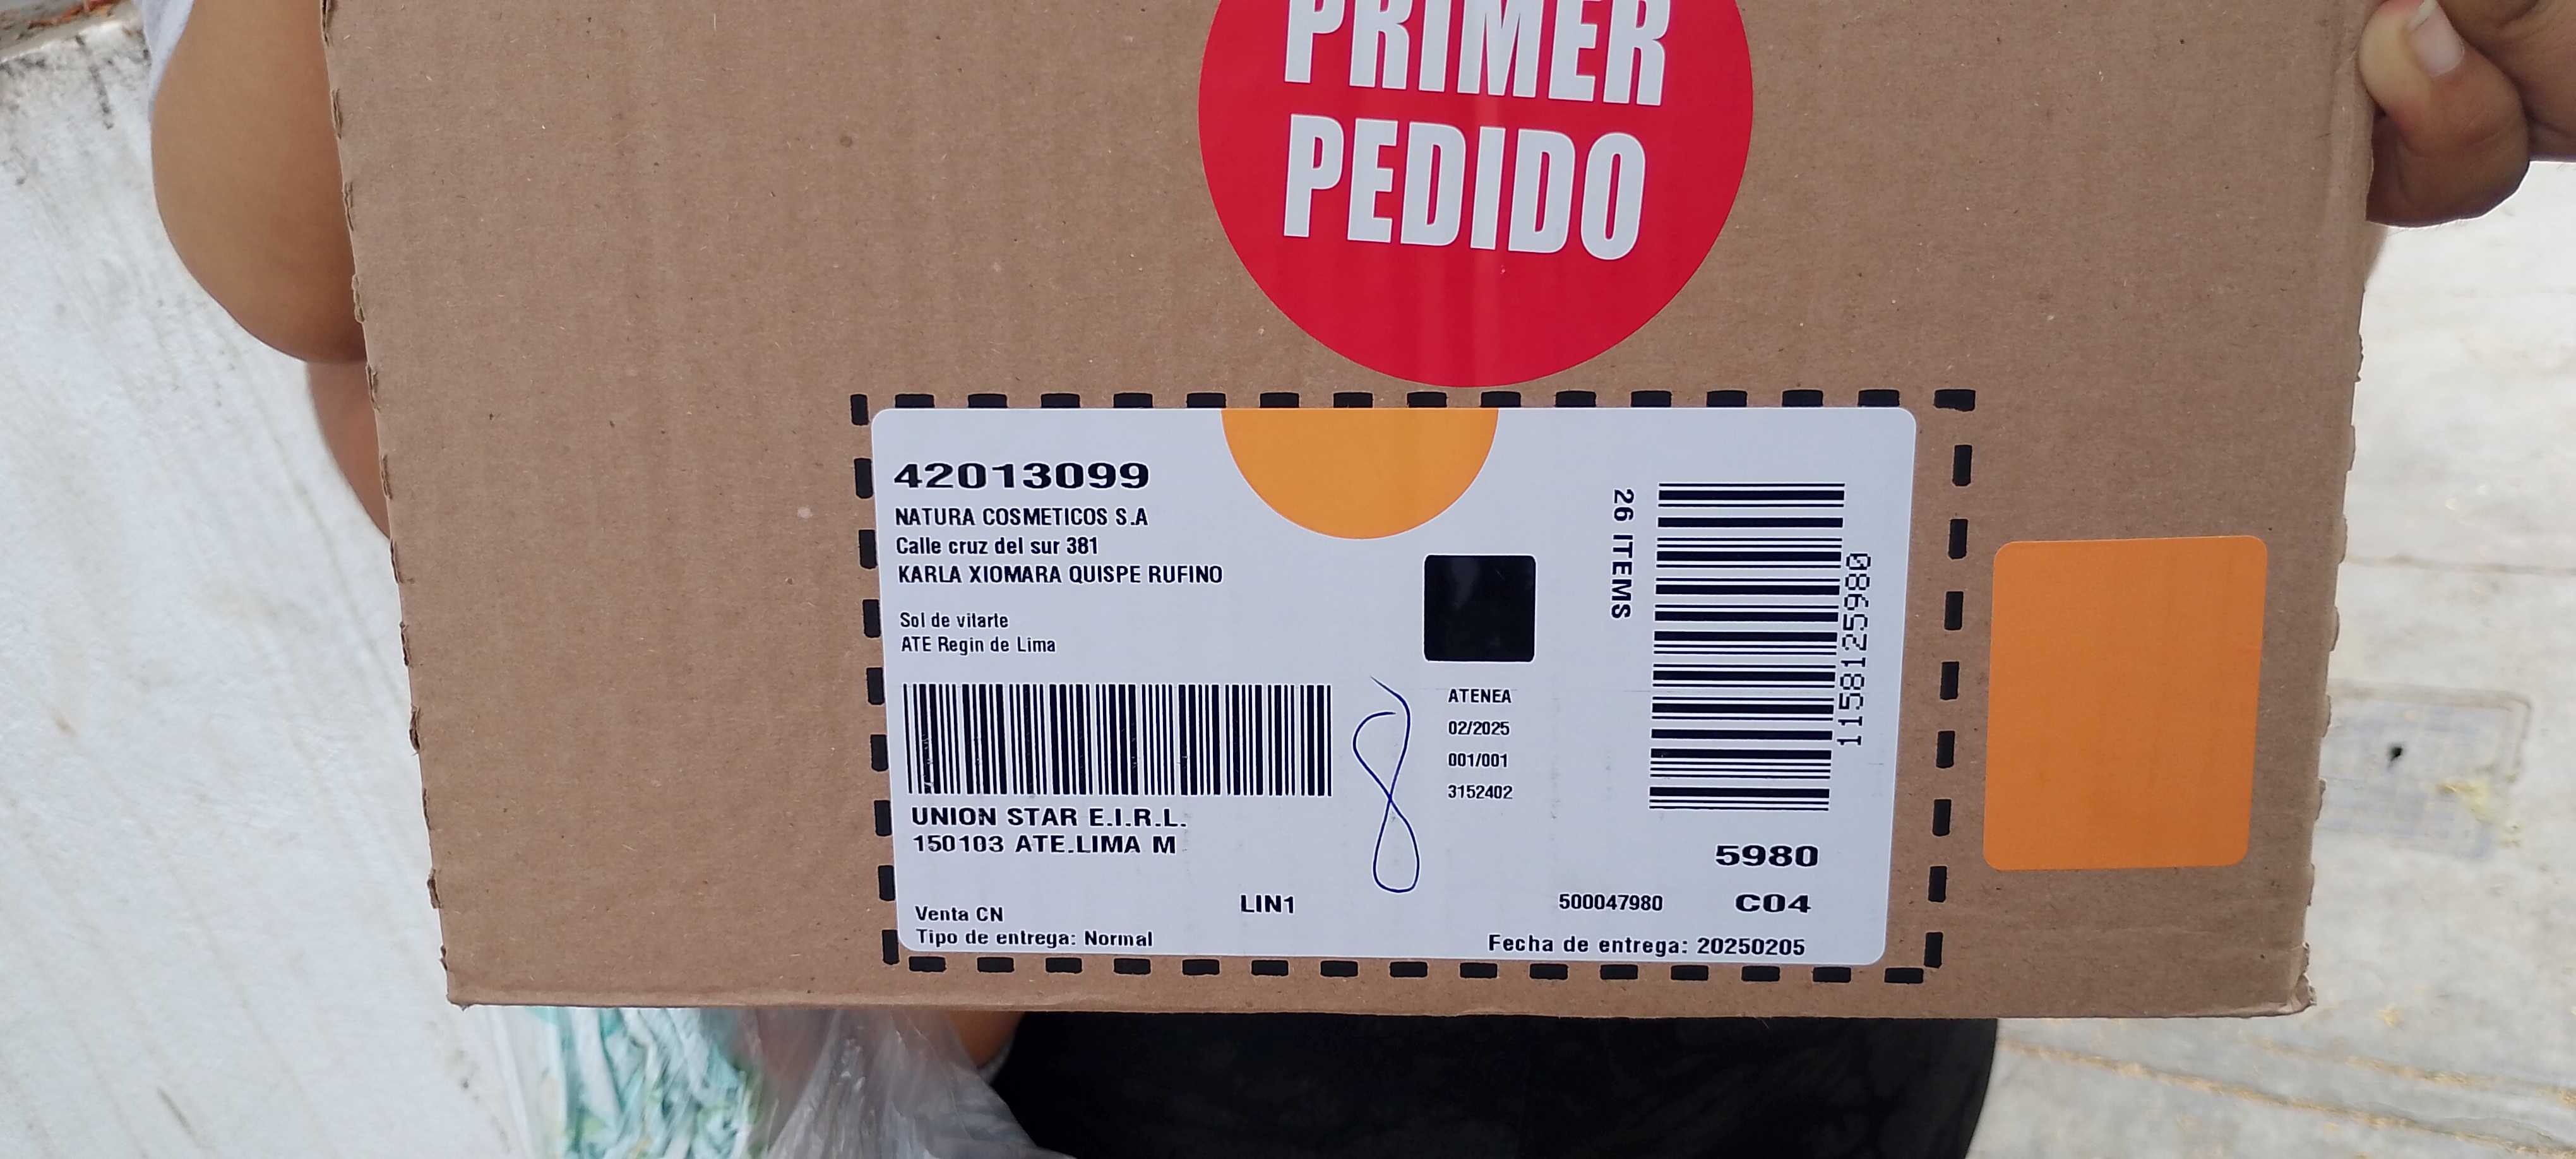 PRIMER
PEDIDO
42013099
NATURA COSMETICOS S.A
Calle cruz del sur 381
KARLA XIOMARA QUISPE RUFINO
Sol de vitarte
ATE Regin de Lima
UNION STAR E.I.R.L.
150103 ATE.LIMA M
Venta CN
Tipo de entrega: Normal
LIN1
ATENEA
02/2025
001/001
3152402
26 ITEMS
11581259​80
5980
500047980
C04
Fecha de entrega: 20250205